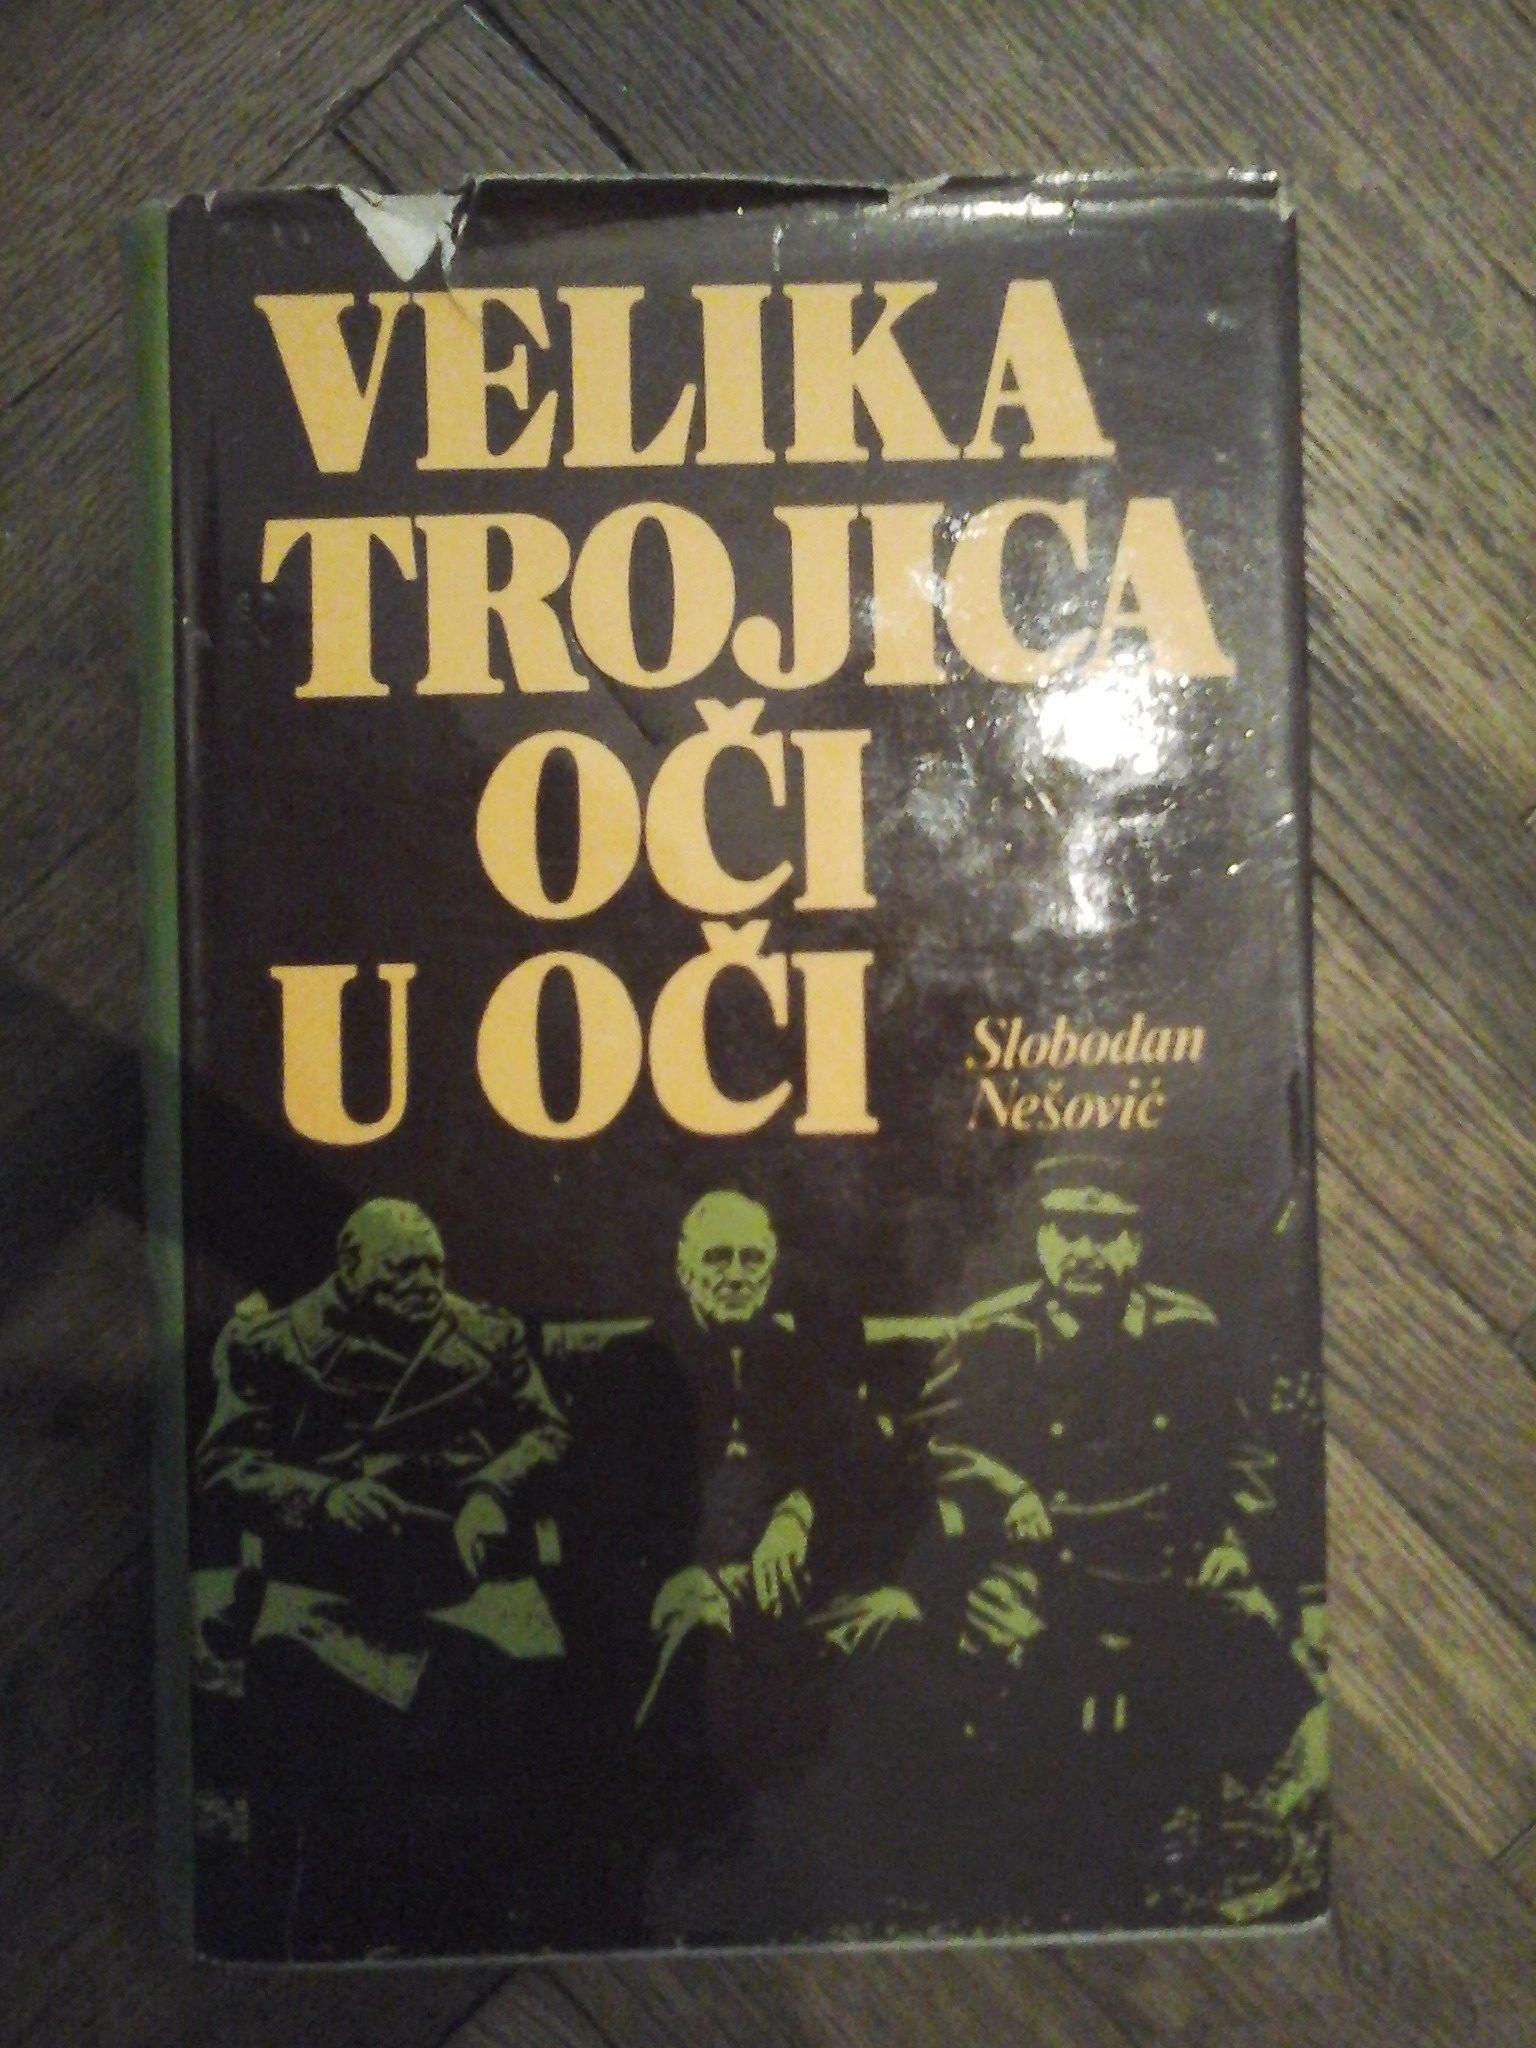 VELIKA
TROJICA
OČI
U OČI
Slobodan
Nešović